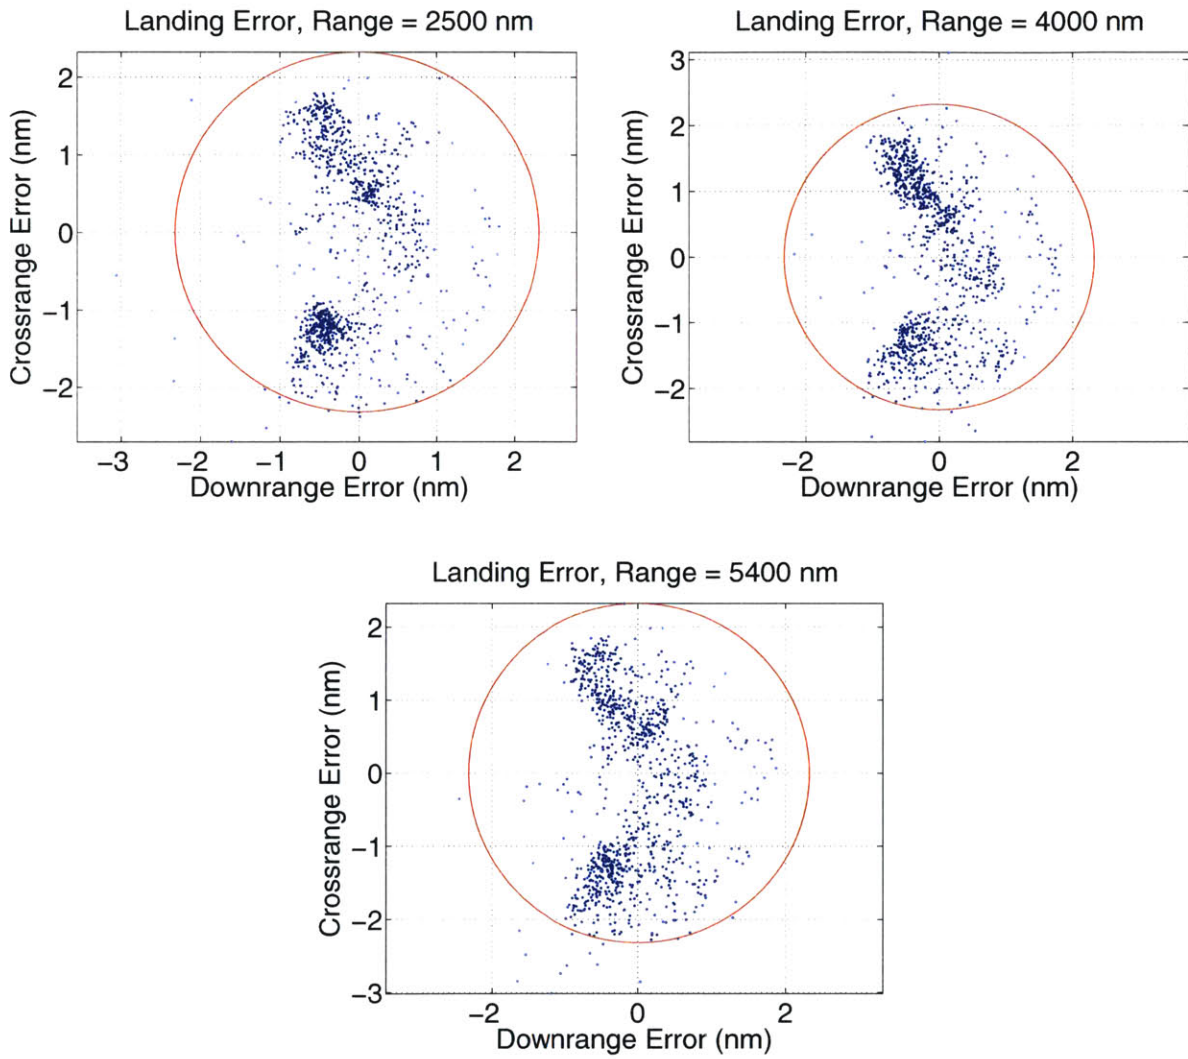 Landing Error, Range = 2500 nm
2
1
0
−1
−2
Crossrange Error (nm)
−3 −2 −1 0 1 2
Downrange Error (nm)
Landing Error, Range = 4000 nm
3
2
1
0
−1
−2
Crossrange Error (nm)
−2 0 2
Downrange Error (nm)
Landing Error, Range = 5400 nm
2
1
0
−1
−2
−3
Crossrange Error (nm)
−2 0 2
Downrange Error (nm)